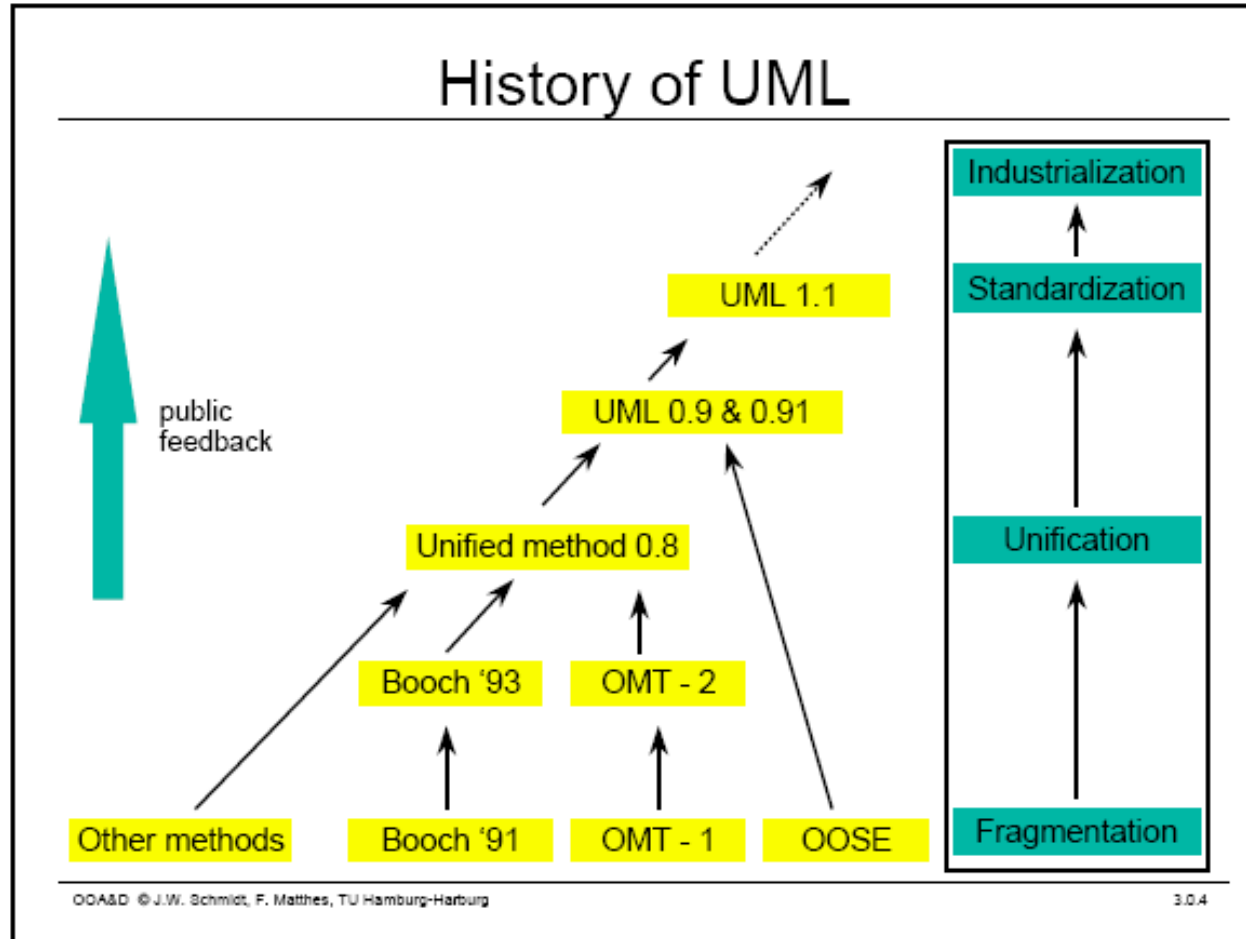 History of UML
Industrialization
UML 1.1
Standardization
public
feedback
UML 0.9 & 0.91
Unified method 0.8
Unification
Booch ‘93
OMT - 2
Other methods
Booch ‘91
OMT - 1
OOSE
Fragmentation
OOA&D © J.W. Schmidt, F. Matthes, TU Hamburg-Harburg
3.0.4